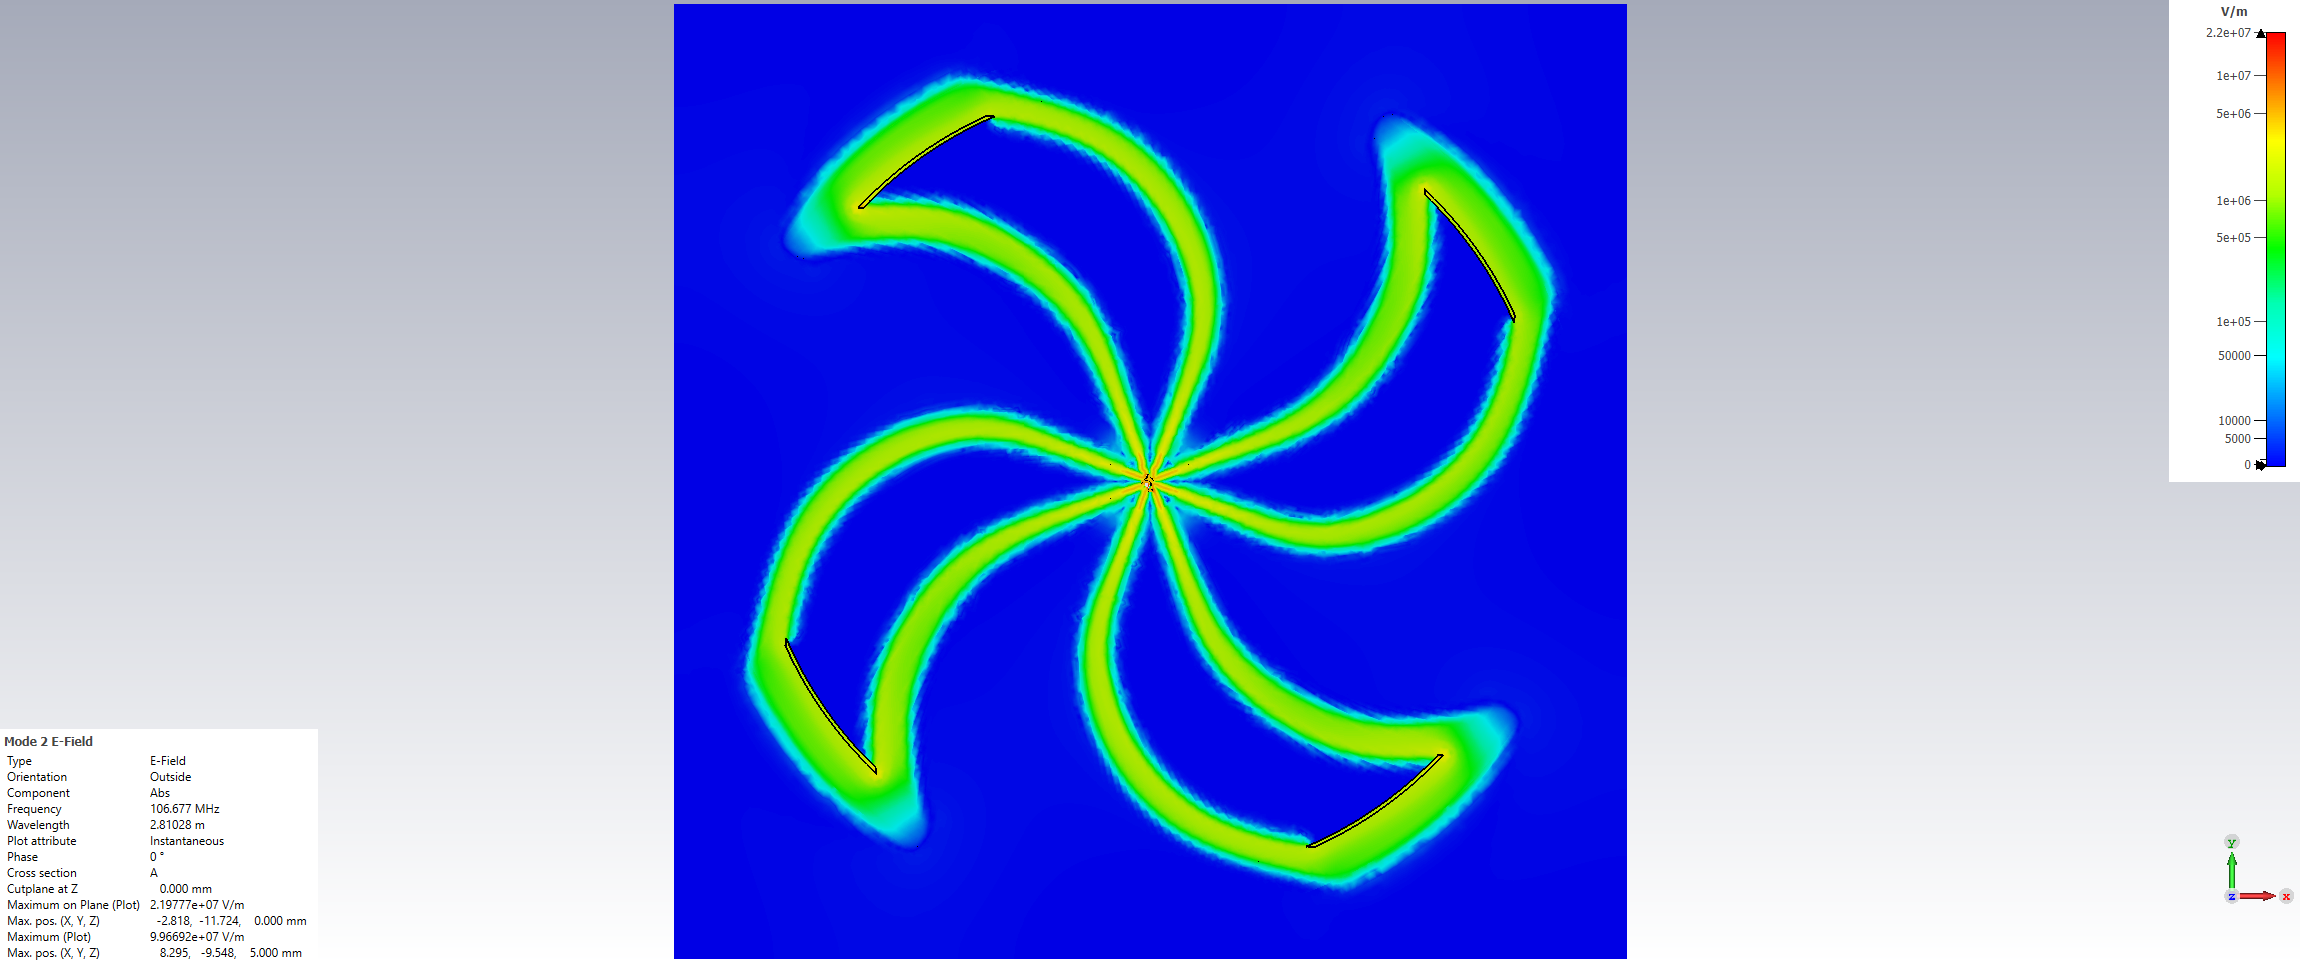 V/m
2.2e+07
1e+07
5e+06
1e+06
5e+05
1e+05
50000
10000
5000
0
Mode 2 E-Field
Type E-Field
Orientation Outside
Component Abs
Frequency 106.677 MHz
Wavelength 2.81028 m
Plot attribute Instantaneous
Phase 0 °
Cross section A
Cutplane at Z 0.000 mm
Maximum on Plane (Plot) 2.19777e+07 V/m
Max. pos. (X, Y, Z) -2.818, -11.724, 0.000 mm
Maximum (Plot) 9.96692e+07 V/m
Max. pos. (X, Y, Z) 8.295, -9.548, 5.000 mm
y
z x